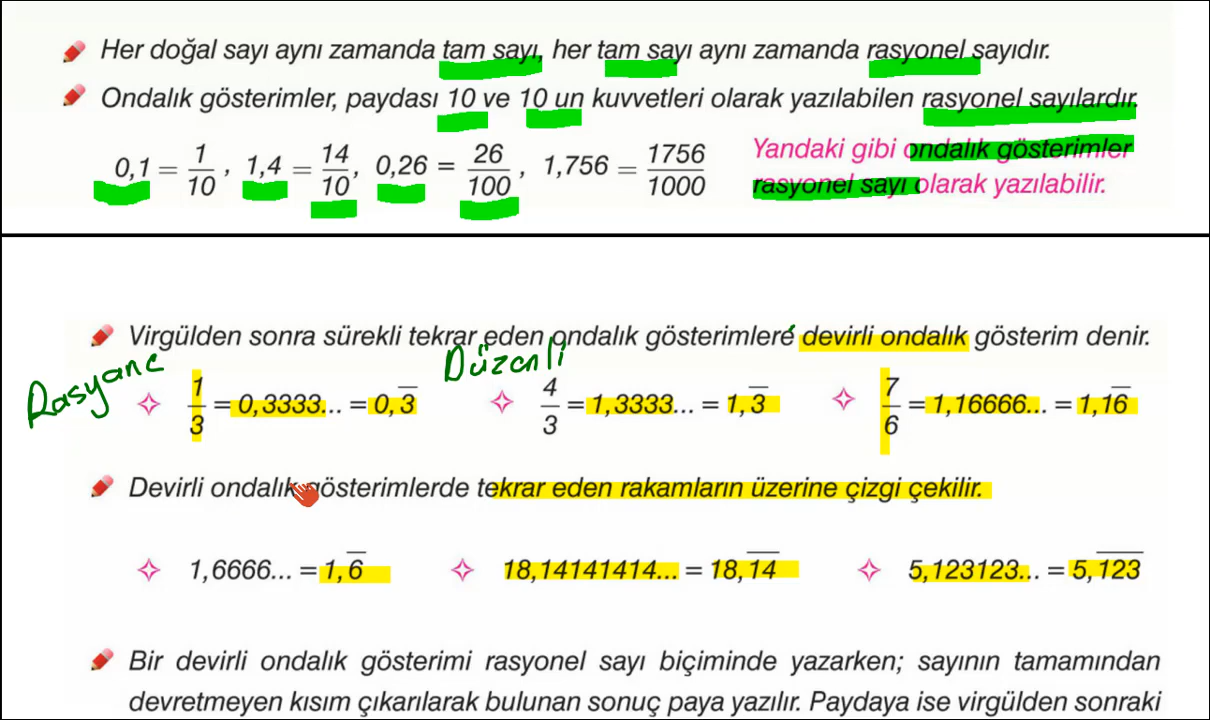 Her doğal sayı aynı zamanda tam sayı, her tam sayı aynı zamanda rasyonel sayıdır.
Ondalık gösterimler, paydası 10 ve 10 un kuvvetleri olarak yazılabilen rasyonel sayılardır.
0,1 = 1/10 , 1,4 = 14/10, 0,26 = 26/100 , 1,756 = 1756/1000
Yandaki gibi ondalık gösterimler
rasyonel sayı olarak yazılabilir.
Virgülden sonra sürekli tekrar eden ondalık gösterimlere devirli ondalık gösterim denir.
Rasyone Düzenli
1/3 = 0,3333... = 0,3̅ 4/3 = 1,3333... = 1,3̅ 7/6 = 1,16666... = 1,16̅
Devirli ondalık gösterimlerde tekrar eden rakamların üzerine çizgi çekilir.
1,6666... = 1,6̅ 18,14141414... = 18,1̅4̅ 5,123123... = 5,1̅2̅3̅
Bir devirli ondalık gösterimi rasyonel sayı biçiminde yazarken; sayının tamamından
devretmeyen kısım çıkarılarak bulunan sonuç paya yazılır. Paydaya ise virgülden sonraki